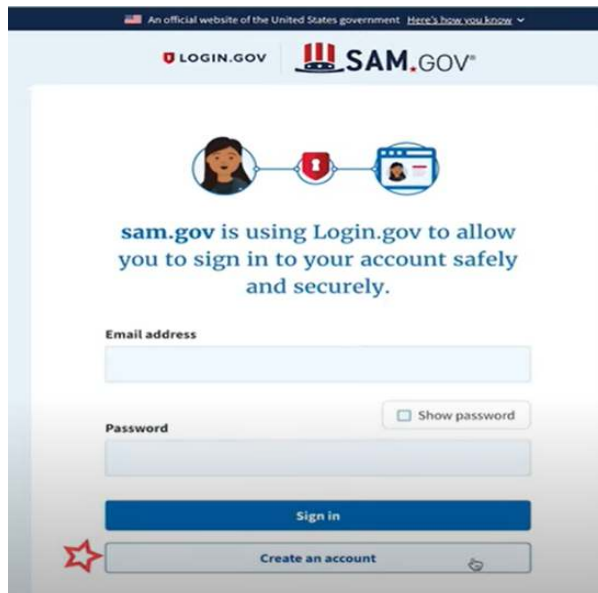 An official website of the United States government Here's how you know
LOGIN.GOV SAM.GOV®
sam.gov is using Login.gov to allow
you to sign in to your account safely
and securely.
Email address
Show password
Password
Sign in
Create an account